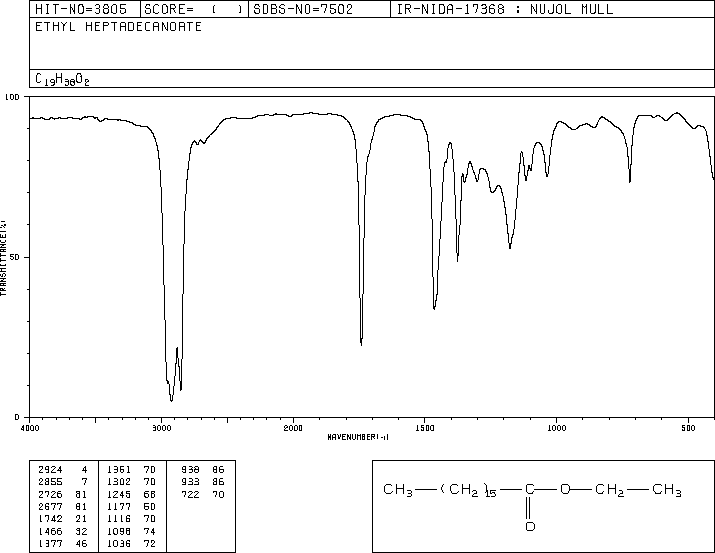 HIT-NO=3805 SCORE= ( ) SDBS-NO=7502 IR-NIDA-17368 : NUJOL MULL
ETHYL HEPTADECANOATE
C19H38O2
100
50
0
TRANSMITTANCE(%)
4000 3000 2000 1500 1000 500
WAVENUMBER(-1)
2924 4 1361 70 938 86
2855 7 1302 70 933 86
2726 81 1245 68 722 70
2677 81 1177 50
1742 21 1116 70
1466 32 1098 74
1377 46 1036 72
CH3 (CH2)15 C O CH2 CH3
O